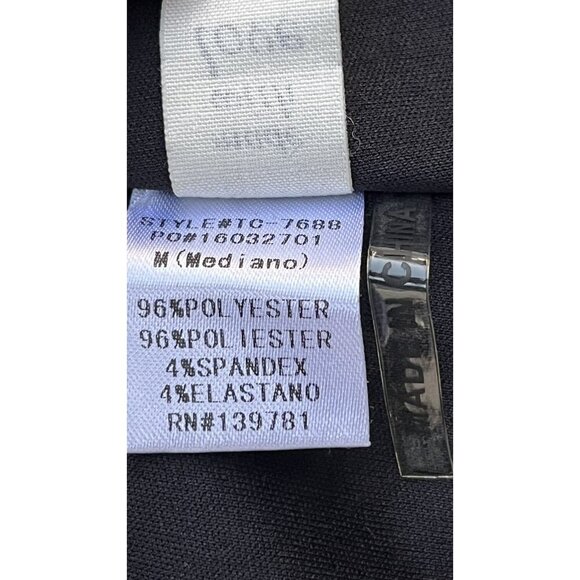 STYLE#TC-7688
PO#16032701
M(Mediano)
96%POLYESTER
96%POLIESTER
4%SPANDEX
4%ELASTANO
RN#139781
MADE IN CHINA